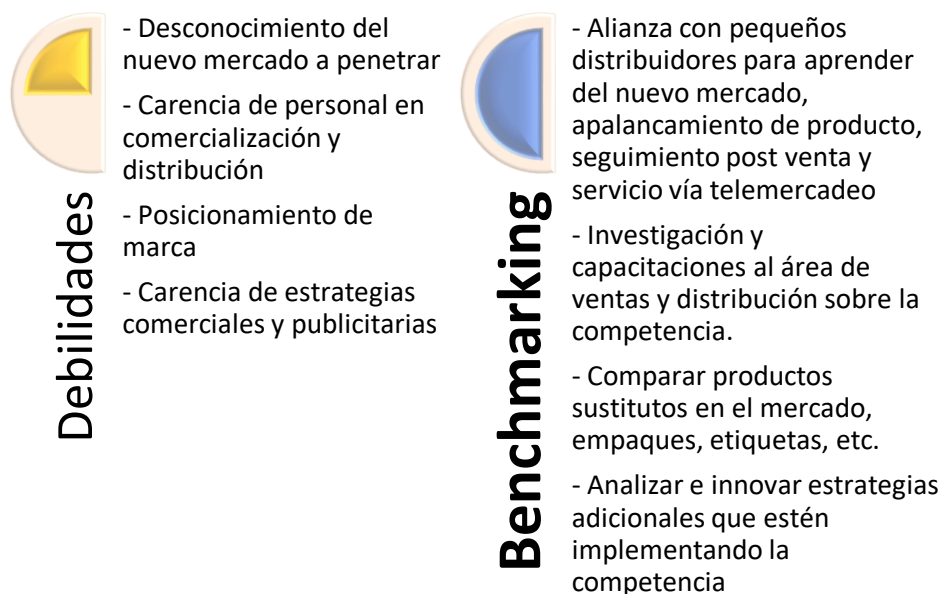 Debilidades
- Desconocimiento del
nuevo mercado a penetrar
- Carencia de personal en
comercialización y
distribución
- Posicionamiento de
marca
- Carencia de estrategias
comerciales y publicitarias
Benchmarking
- Alianza con pequeños
distribuidores para aprender
del nuevo mercado,
apalancamiento de producto,
seguimiento post venta y
servicio vía telemercadeo
- Investigación y
capacitaciones al área de
ventas y distribución sobre la
competencia.
- Comparar productos
sustitutos en el mercado,
empaques, etiquetas, etc.
- Analizar e innovar estrategias
adicionales que estén
implementando la
competencia